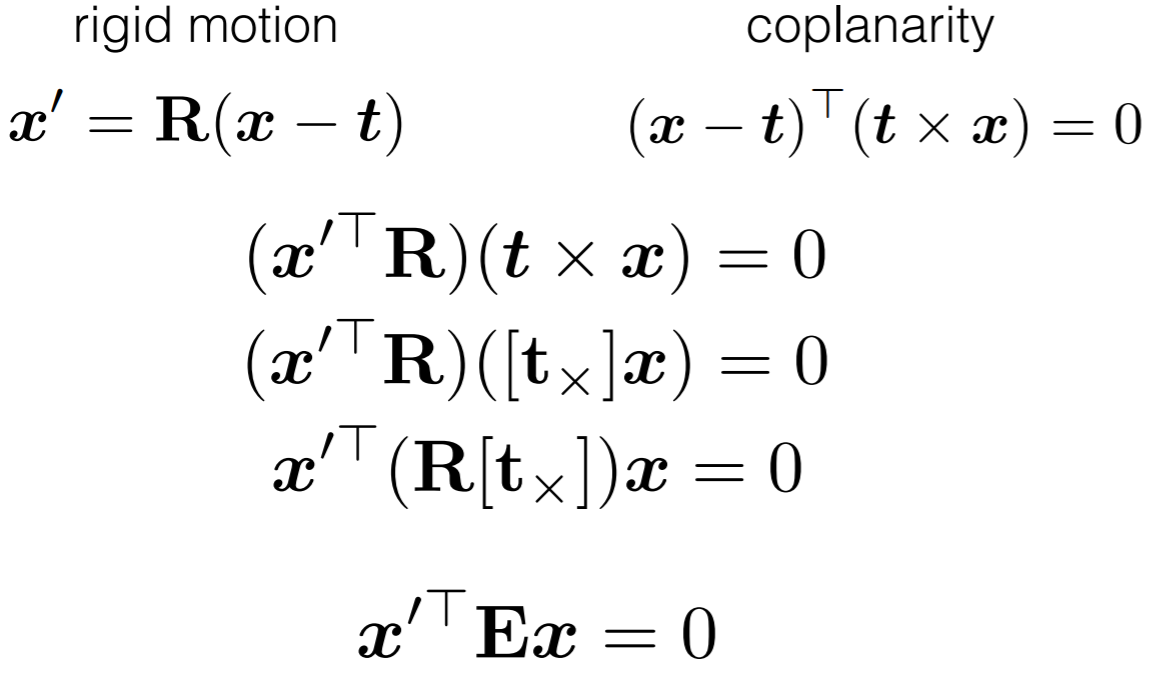 rigid motion coplanarity
x′ = R(x − t) (x − t)⊤(t × x) = 0
(x′⊤R)(t × x) = 0
(x′⊤R)([t×]x) = 0
x′⊤(R[t×])x = 0
x′⊤Ex = 0